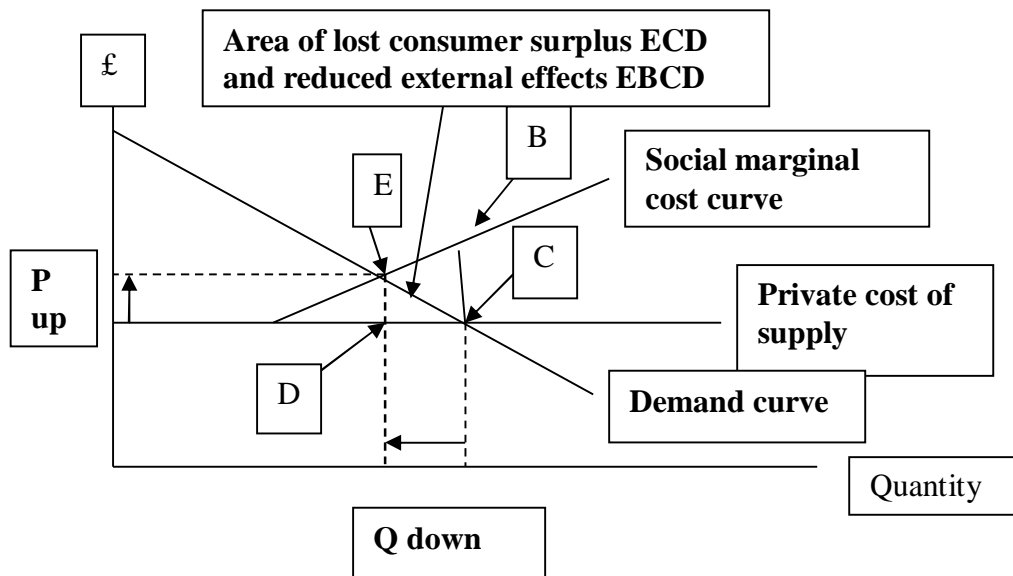 £
Area of lost consumer surplus ECD
and reduced external effects EBCD
B
Social marginal
cost curve
E
C
P
up
Private cost of
supply
D
Demand curve
Quantity
Q down